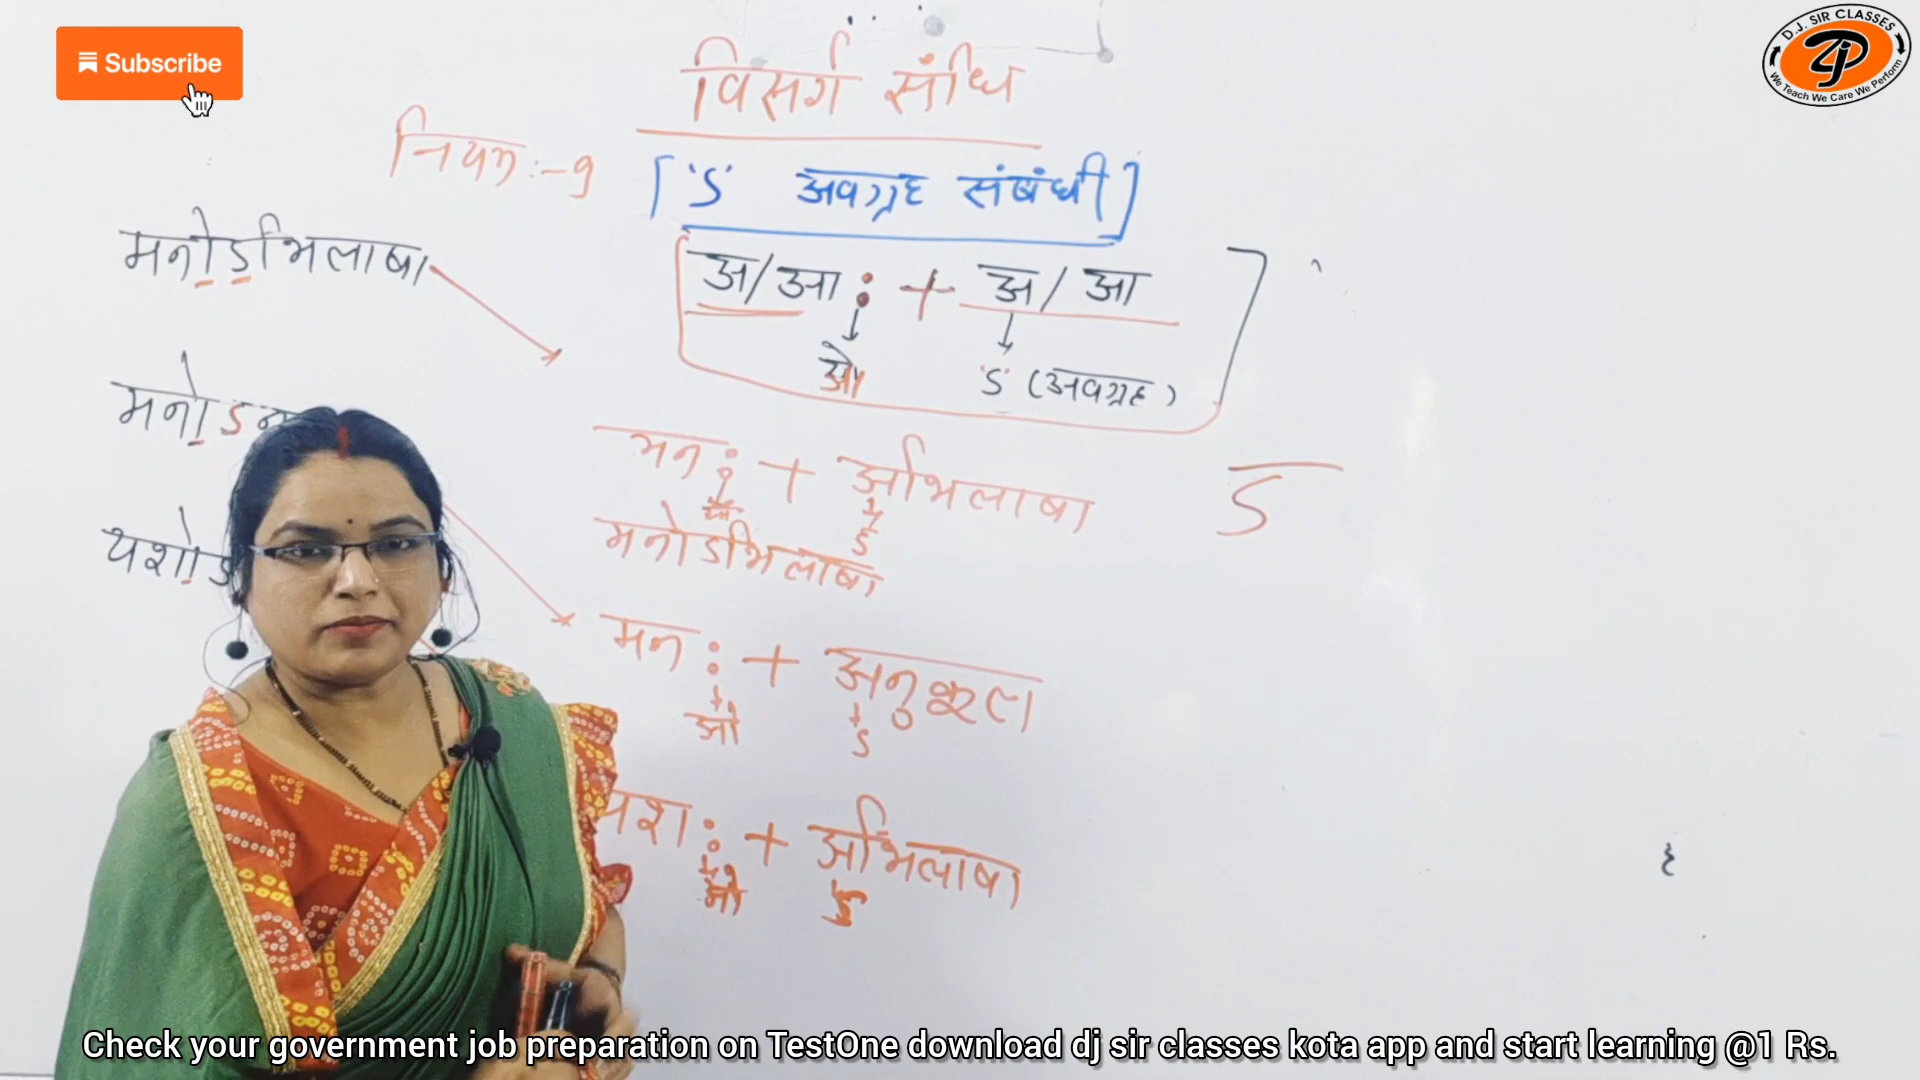 Subscribe
D.J. SIR CLASSES
We Teach We Care We Perform
विसर्ग संधि
नियम:-9
['ऽ' अवग्रह संबंधी]
अ/आ : + अ/आ
ओ 'ऽ' (अवग्रह)
मनोऽभिलाषा
मनोऽ
यशोऽ
मन: + अभिलाषा
ऽ
ऽ
मनोऽभिलाषा
मन : + अनुकूल
ओ ऽ
यश: + अभिलाषा
ओ ऽ
Check your government job preparation on TestOne download dj sir classes kota app and start learning @1 Rs.